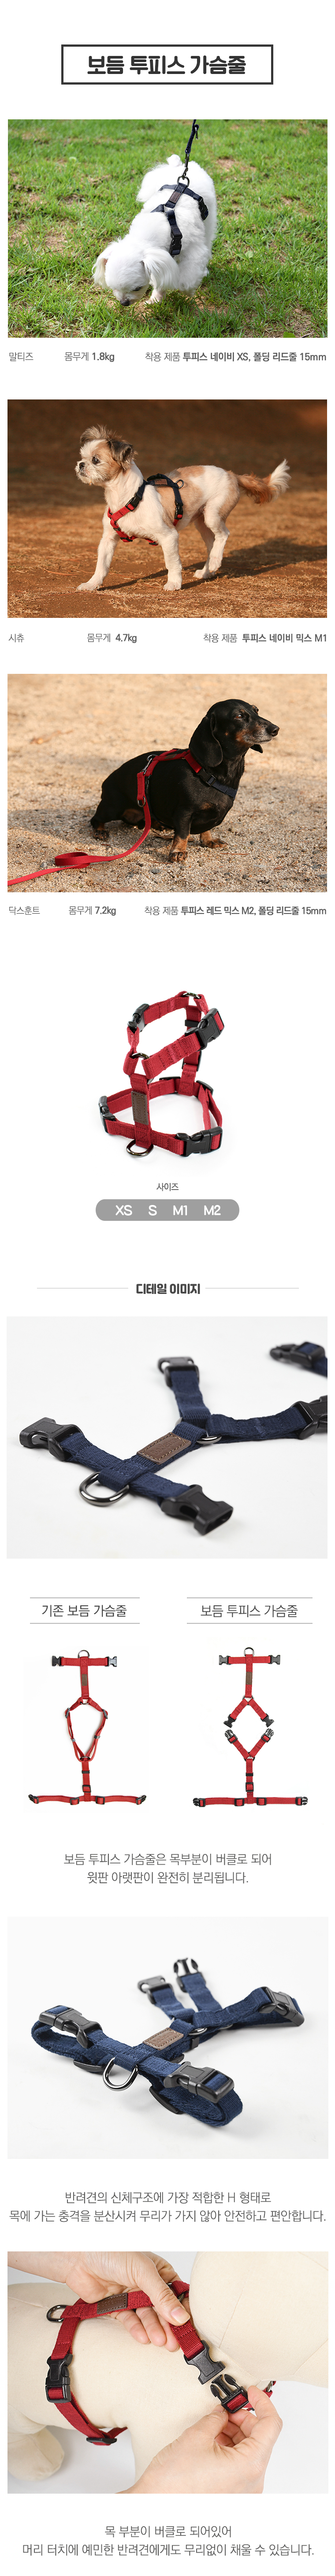 보듬 투피스 가슴줄
말티즈 몸무게 1.8kg 착용 제품 투피스 네이비 XS, 폴딩 리드줄 15mm
시츄 몸무게 4.7kg 착용 제품 투피스 네이비 믹스 M1
닥스훈트 몸무게 7.2kg 착용 제품 투피스 레드 믹스 M2, 폴딩 리드줄 15mm
사이즈
XS S M1 M2
디테일 이미지
기존 보듬 가슴줄 보듬 투피스 가슴줄
보듬 투피스 가슴줄은 목부분이 버클로 되어
윗판 아랫판이 완전히 분리됩니다.
반려견의 신체구조에 가장 적합한 H 형태로
목에 가는 충격을 분산시켜 무리가 가지 않아 안전하고 편안합니다.
목 부분이 버클로 되어있어
머리 터치에 예민한 반려견에게도 무리없이 채울 수 있습니다.